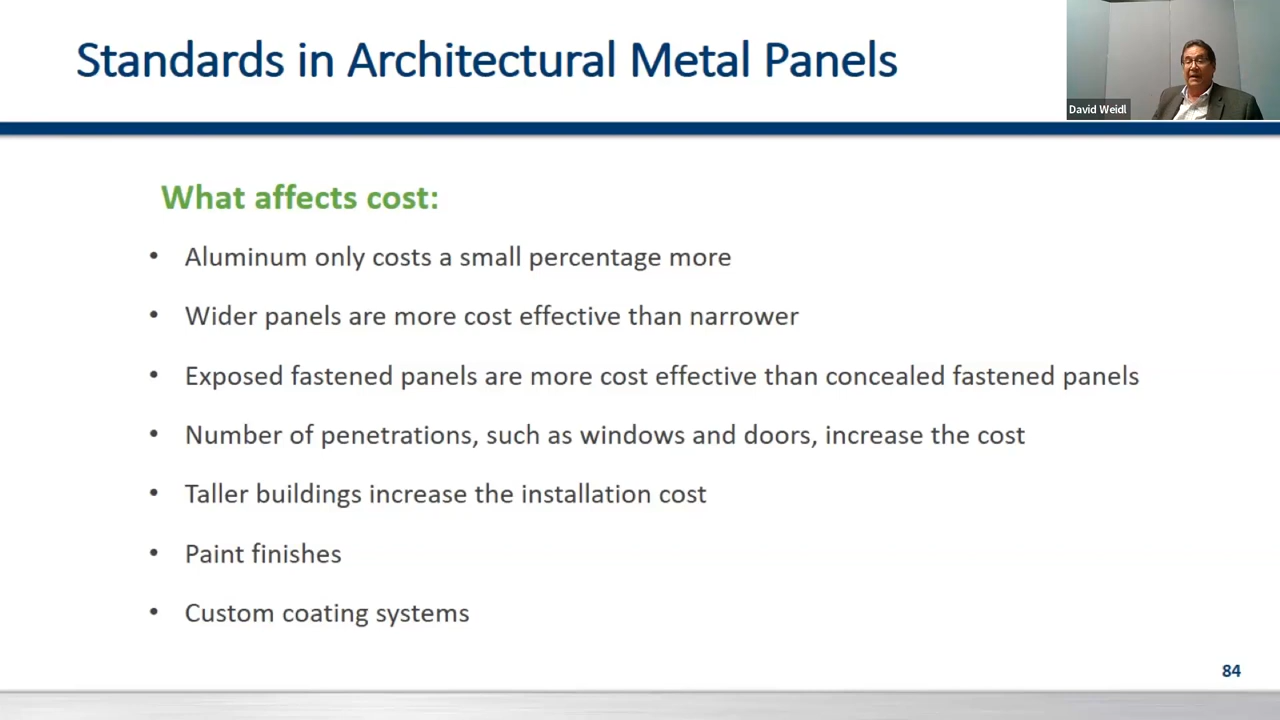 Standards in Architectural Metal Panels
David Weidl
What affects cost:
• Aluminum only costs a small percentage more
• Wider panels are more cost effective than narrower
• Exposed fastened panels are more cost effective than concealed fastened panels
• Number of penetrations, such as windows and doors, increase the cost
• Taller buildings increase the installation cost
• Paint finishes
• Custom coating systems
84